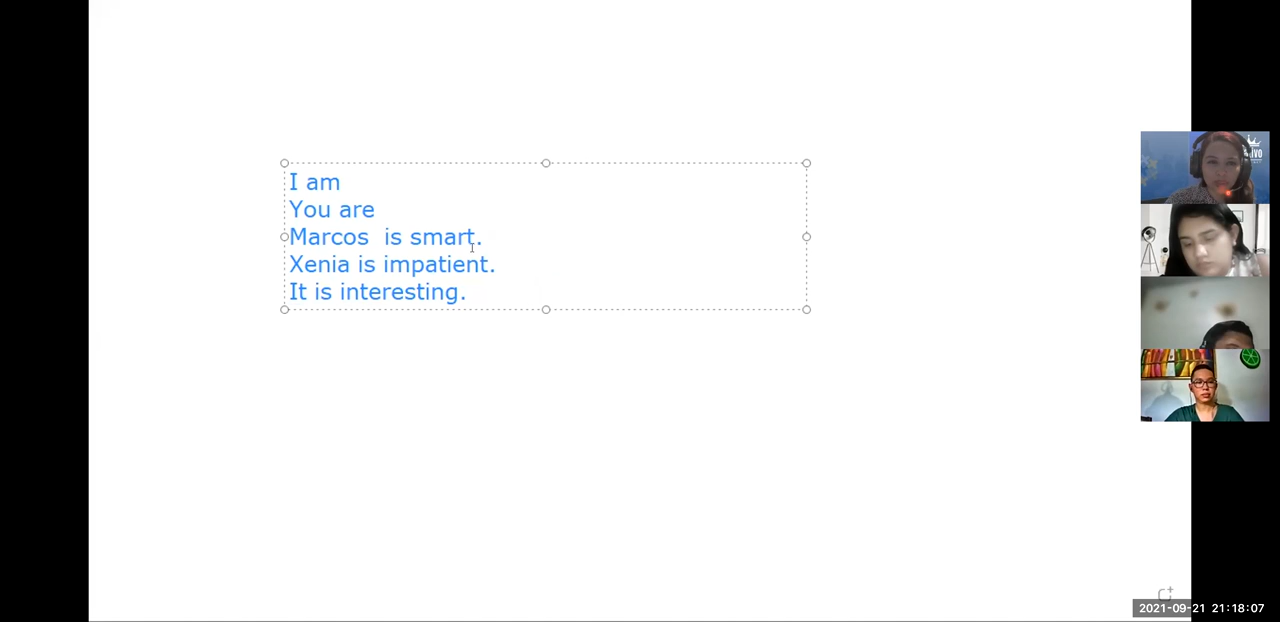 I am
You are
Marcos  is smart.
Xenia is impatient.
It is interesting.
2021-09-21 21:18:07